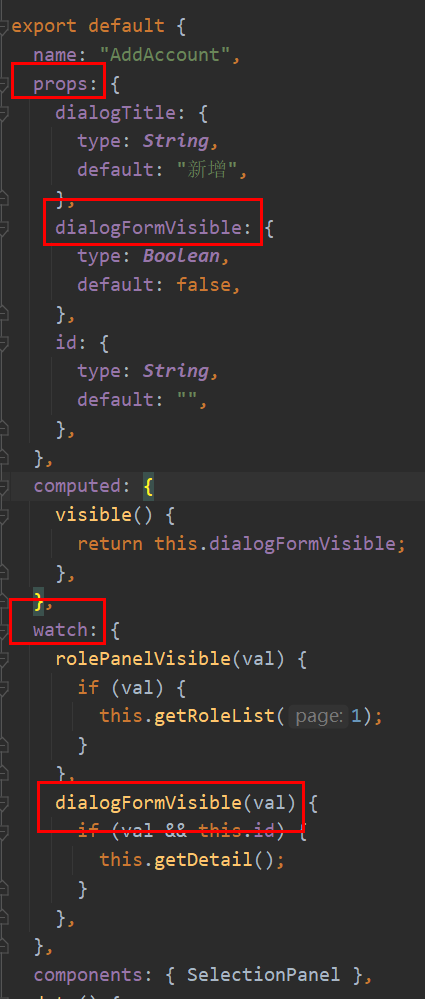 export default {
name: "AddAccount",
props: {
dialogTitle: {
type: String,
default: "新增",
},
dialogFormVisible: {
type: Boolean,
default: false,
},
id: {
type: String,
default: "",
},
},
computed: {
visible() {
return this.dialogFormVisible;
},
},
watch: {
rolePanelVisible(val) {
if (val) {
this.getRoleList( page: 1);
}
},
dialogFormVisible(val) {
if (val && this.id) {
this.getDetail();
}
},
},
components: { SelectionPanel },
data() {